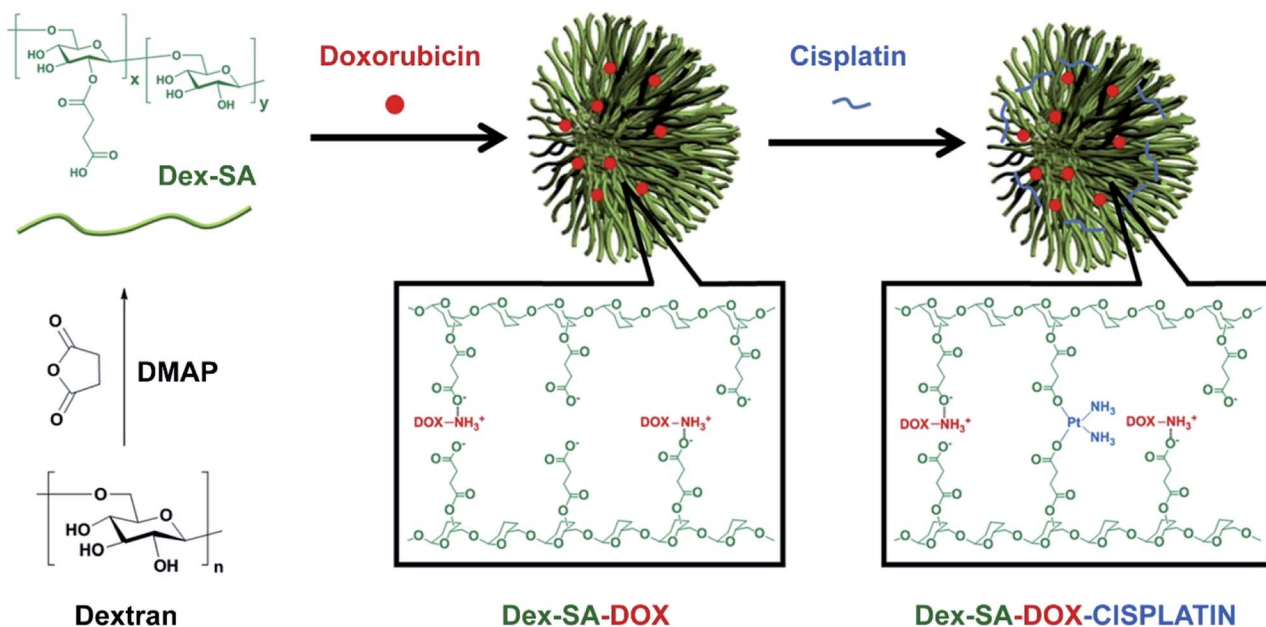 O
O
O
O
HO
HO
O
x
HO
HO
OH
y
O
O
HO
Dex-SA
Doxorubicin
Cisplatin
O
O
O
DMAP
O
O
HO
HO
OH
n
Dextran
O O O O O O
O O O O O O
O O O
O O O
O O O
O⁻ O⁻ O⁻
DOX-NH₃⁺ DOX-NH₃⁺
O⁻ O⁻ O⁻
O O O
O O O
O O O
O O O O O O
O O O O O O
Dex-SA-DOX
O O O O O O
O O O O O O
O O O
O O O
O O O
O⁻ O O⁻
DOX-NH₃⁺ Pt NH₃ NH₃ DOX-NH₃⁺
O⁻ O O⁻
O O O
O O O
O O O
O O O O O O
O O O O O O
Dex-SA-DOX-CISPLATIN